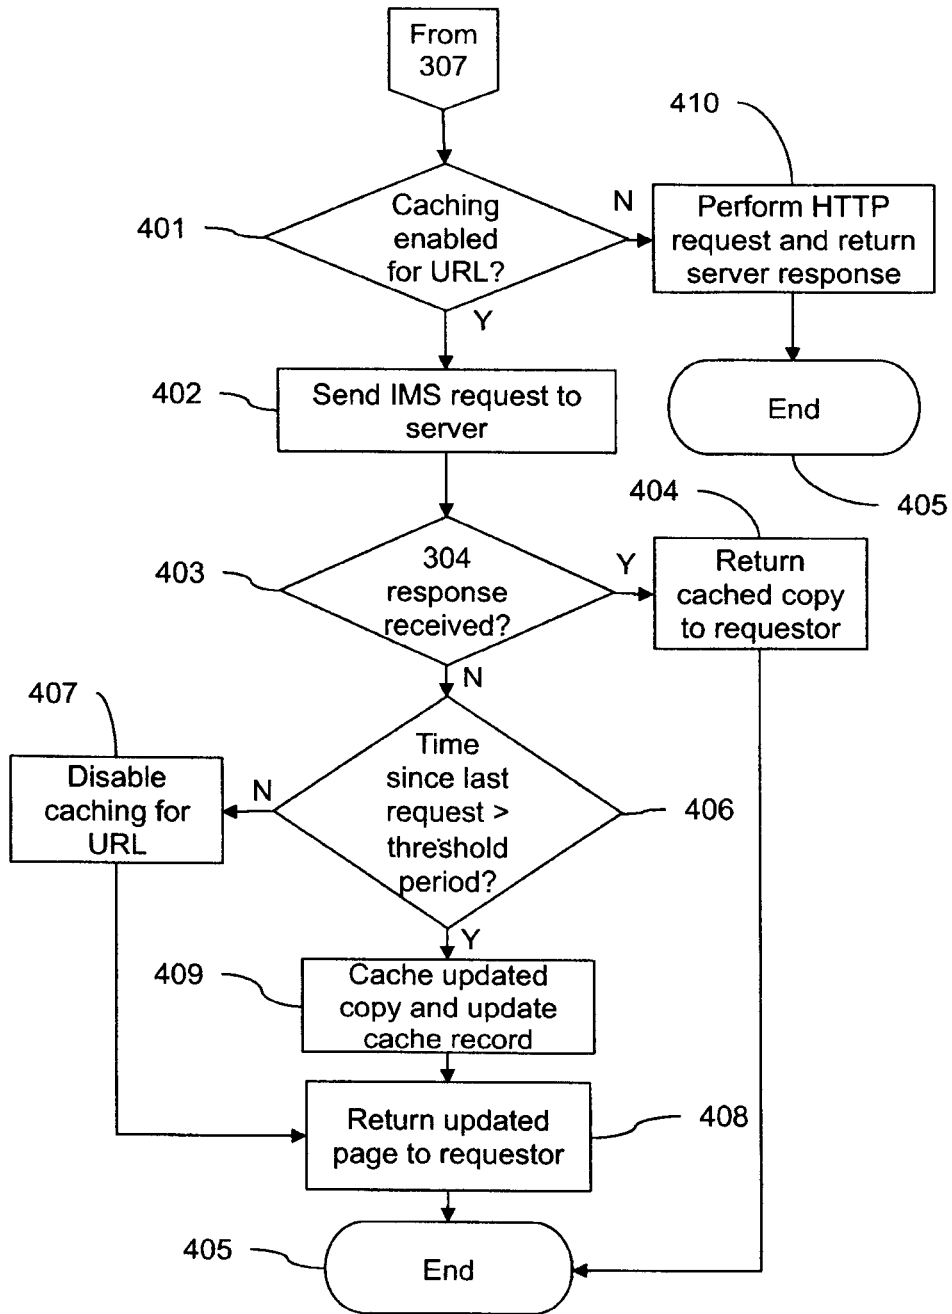 From
307
410
401
Caching
enabled
for URL?
N
Perform HTTP
request and return
server response
Y
402
Send IMS request to
server
End
404
405
403
304
response
received?
Y
Return
cached copy
to requestor
N
407
Disable
caching for
URL
N
Time
since last
request >
threshold
period?
406
Y
409
Cache updated
copy and update
cache record
Return updated
page to requestor
408
405
End